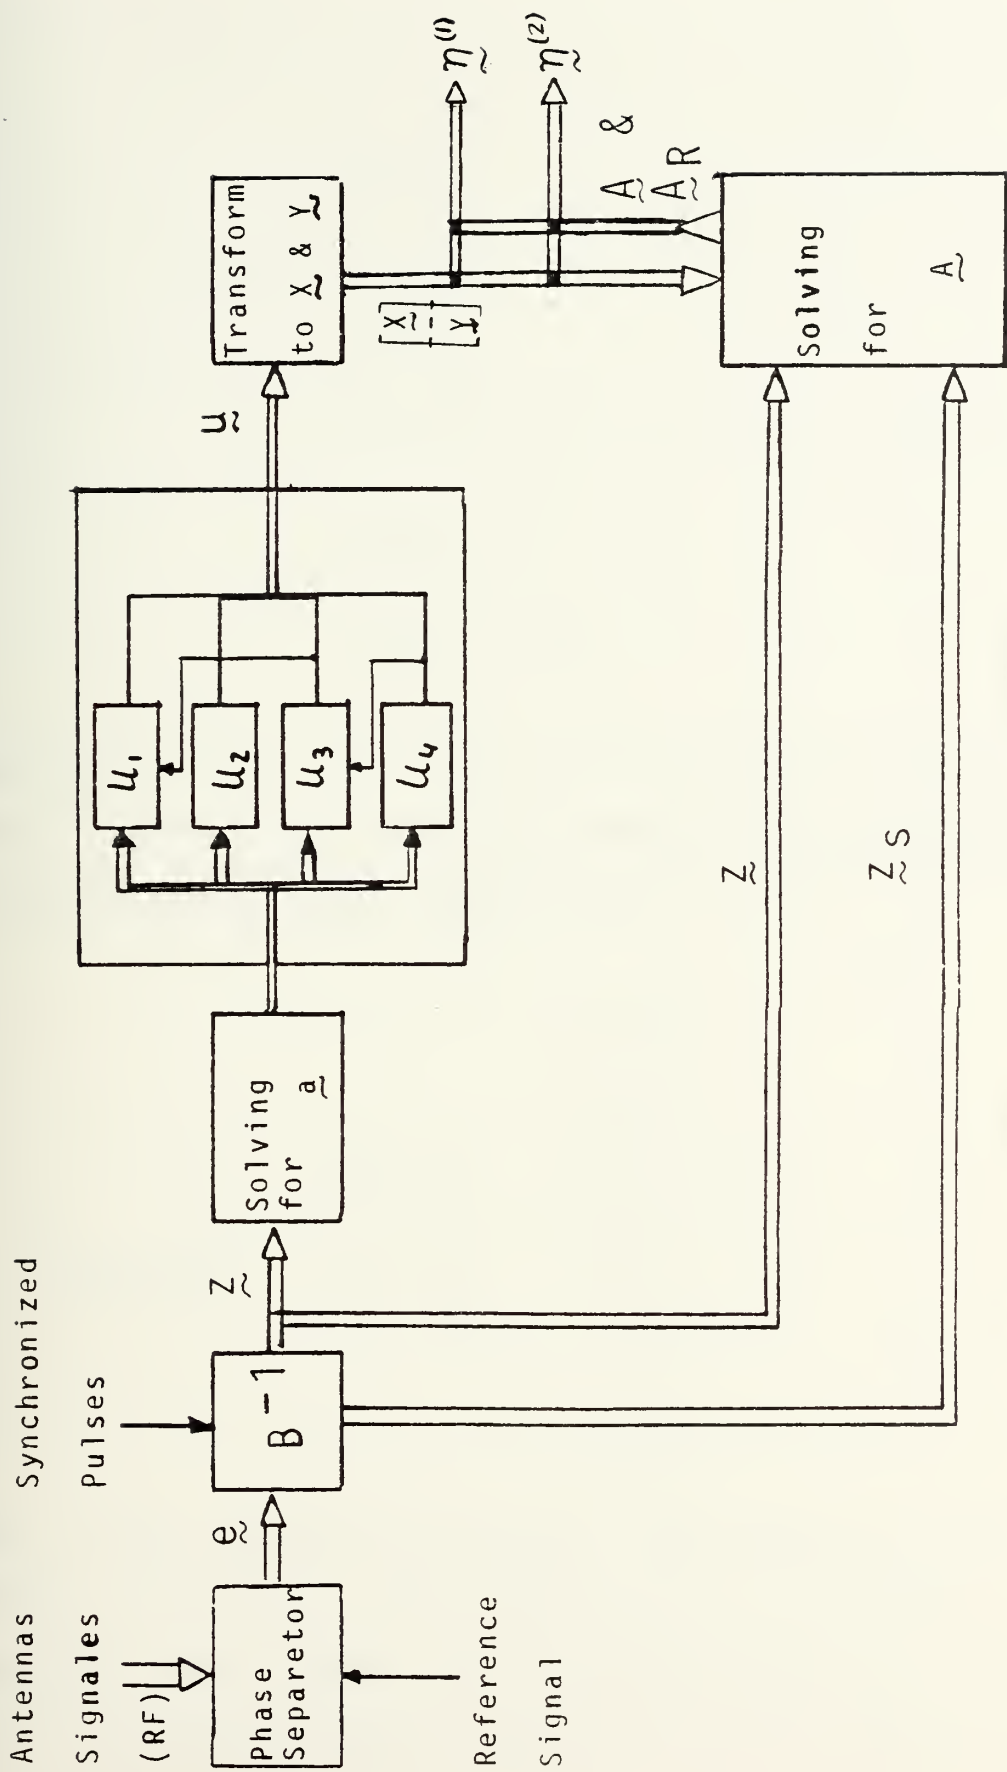 Antennas
Signales
(RF)
Synchronized
Pulses
Phase
Separetor
Reference
Signal
e
B⁻¹
Z
Solving
for a
u₁
u₂
u₃
u₄
u
Transform
to X & Y
[X
Y]
η⁽¹⁾
η⁽²⁾
A &
A R
Z
Z S
Solving
for A